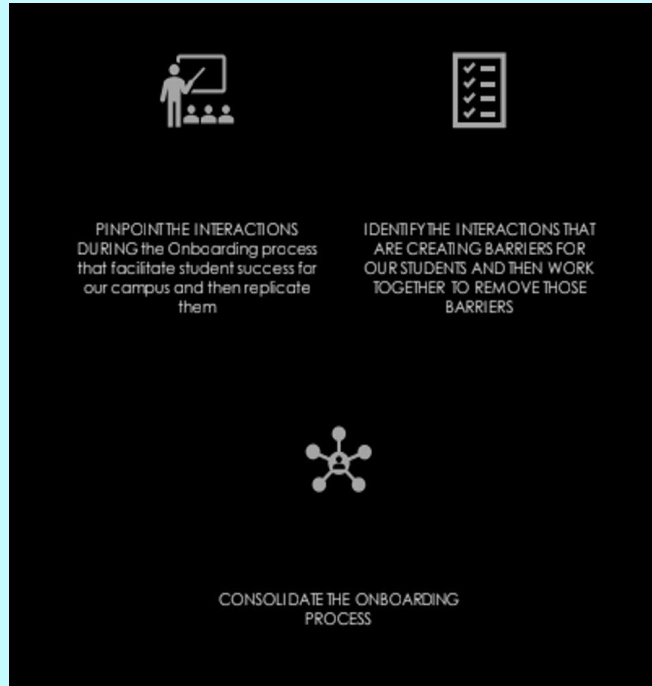 PINPOINT THE INTERACTIONS
DURING the Onboarding process
that facilitate student success for
our campus and then replicate
them
IDENTIFY THE INTERACTIONS THAT
ARE CREATING BARRIERS FOR
OUR STUDENTS AND THEN WORK
TOGETHER TO REMOVE THOSE
BARRIERS
CONSOLIDATE THE ONBOARDING
PROCESS